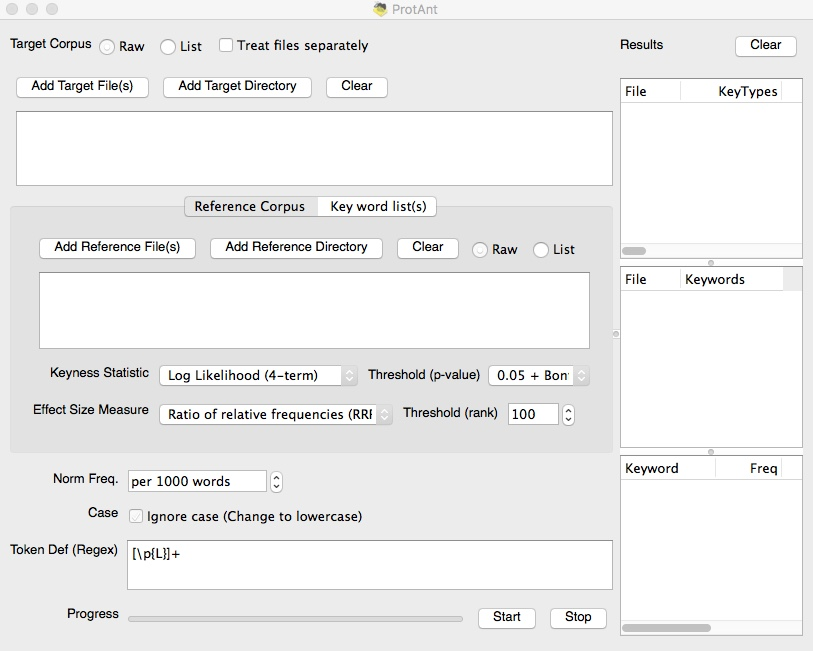 ProtAnt
Target Corpus Raw List Treat files separately
Add Target File(s) Add Target Directory Clear
Reference Corpus Key word list(s)
Add Reference File(s) Add Reference Directory Clear Raw List
Keyness Statistic Log Likelihood (4-term) Threshold (p-value) 0.05 + Bon
Effect Size Measure Ratio of relative frequencies (RRF Threshold (rank) 100
Norm Freq. per 1000 words
Case Ignore case (Change to lowercase)
Token Def (Regex) [\p{L}]+
Progress Start Stop
Results Clear
File KeyTypes
File Keywords
Keyword Freq